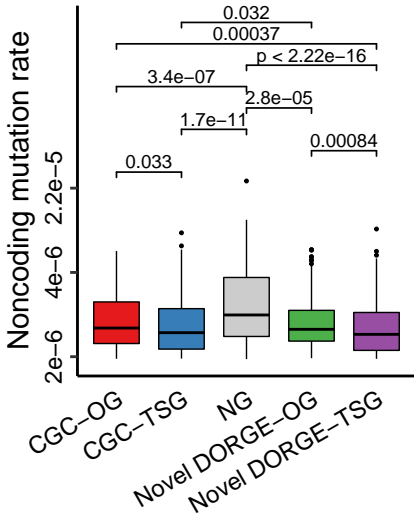 0.032
0.00037
p < 2.22e−16
3.4e−07
2.8e−05
1.7e−11
0.00084
0.033
Noncoding mutation rate
2.2e−5
4e−6
2e−6
CGC−OG
CGC−TSG
NG
Novel DORGE−OG
Novel DORGE−TSG